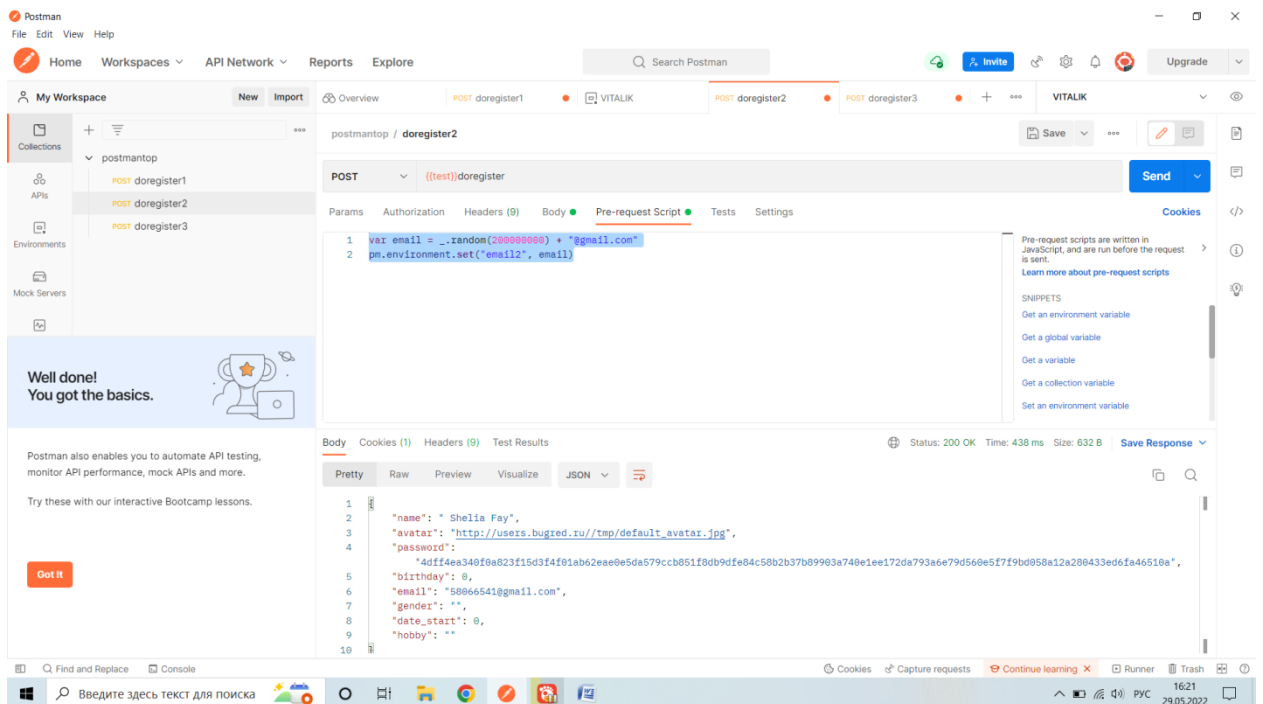 Postman
File Edit View Help
Home Workspaces API Network Reports Explore
Search Postman
Invite
Upgrade
My Workspace
New Import
Overview
POST doregister1
VITALIK
POST doregister2
POST doregister3
VITALIK
Collections
APIs
Environments
Mock Servers
postmantop
POST doregister1
POST doregister2
POST doregister3
postmantop / doregister2
Save
POST
{{test}}doregister
Send
Params Authorization Headers (9) Body Pre-request Script Tests Settings
Cookies
1 var email = _.random(200000000) + "@gmail.com"
2 pm.environment.set("email2", email)
Pre-request scripts are written in
JavaScript, and are run before the request
is sent.
Learn more about pre-request scripts
SNIPPETS
Get an environment variable
Get a global variable
Get a variable
Get a collection variable
Set an environment variable
Well done!
You got the basics.
Postman also enables you to automate API testing,
monitor API performance, mock APIs and more.
Try these with our interactive Bootcamp lessons.
Got It
Body Cookies (1) Headers (9) Test Results
Status: 200 OK Time: 438 ms Size: 632 B Save Response
Pretty Raw Preview Visualize JSON
1 {
2 "name": " Shelia Fay",
3 "avatar": "http://users.bugred.ru//tmp/default_avatar.jpg",
4 "password":
"4dff4ea340f0a823f15d3f4f01ab62eae0e5da579ccb851f8db9dfe84c58b2b37b89903a740e1ee172da793a6e79d560e5f7f9bd058a12a280433ed6fa46510a",
5 "birthday": 0,
6 "email": "58066541@gmail.com",
7 "gender": "",
8 "date_start": 0,
9 "hobby": ""
10 }
Find and Replace Console
Cookies Capture requests Continue learning Runner Trash
Введите здесь текст для поиска
РУС
16:21
29.05.2022